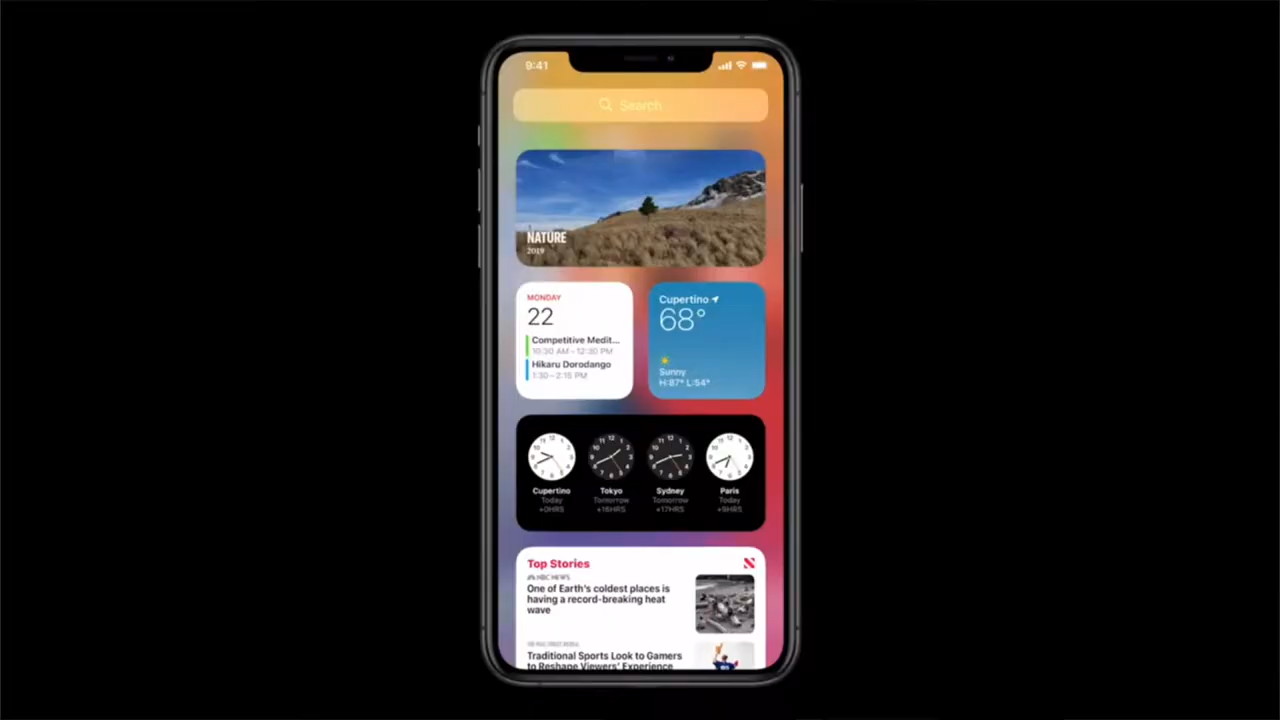 9:41
Search
NATURE
2019
MONDAY
22
Competitive Medit...
10:30 AM – 12:30 PM
Hikaru Dorodango
1:30 – 2:15 PM
Cupertino
68°
Sunny
H:87° L:54°
Cupertino
Today
+0HRS
Tokyo
Tomorrow
+16HRS
Sydney
Tomorrow
+17HRS
Paris
Today
+9HRS
Top Stories
NBC NEWS
One of Earth's coldest places is
having a record-breaking heat
wave
Traditional Sports Look to Gamers
to Reshape Viewers' Experience